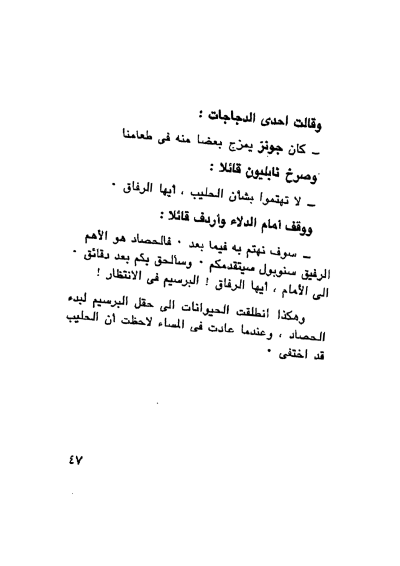 وقالت احدى الدجاجات :
ـ كان جونز يمزج بعضا منه فى طعامنا
وصرخ نابليون قائلا :
ـ لا تهتموا بشأن الحليب ، أيها الرفاق ٠
ووقف أمام الدلاء وأردف قائلا :
ـ سوف نهتم به فيما بعد ٠ فالحصاد هو الأهم
الرفيق سنوبول سيتقدمكم ٠ وسألحق بكم بعد دقائق ٠
الى الأمام ، أيها الرفاق ! البرسيم فى الانتظار !
وهكذا انطلقت الحيوانات الى حقل البرسيم لبدء
الحصاد ، وعندما عادت فى المساء لاحظت أن الحليب
قد اختفى ٠
٤٧